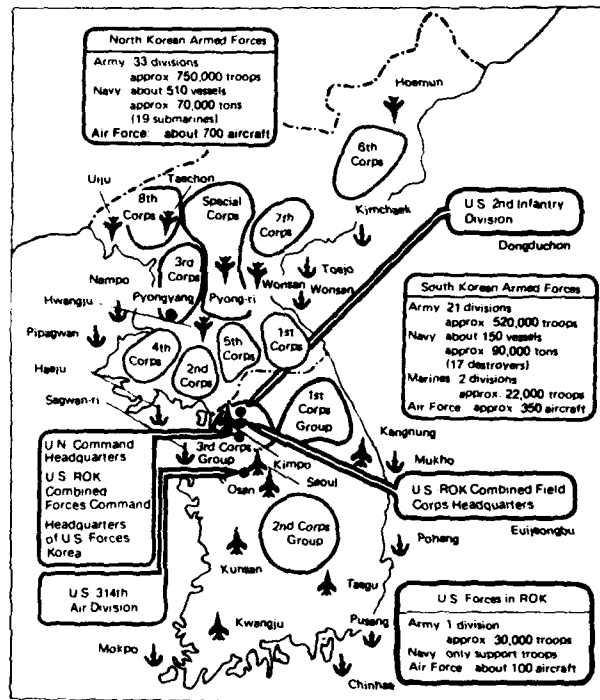 North Korean Armed Forces
Army 33 divisions
approx 750,000 troops
Navy about 510 vessels
approx 70,000 tons
(19 submarines)
Air Force: about 700 aircraft
Hoemun
6th
Corps
Uiju
Taechon
8th
Corps
Special
Corps
7th
Corps
Kimchaek
U S 2nd Infantry
Division
Dongduchon
3rd
Corps
Nampo
Pyongyang
Pyong-ri
Wonsan
Toejo
Wonsan
Hwangju
Pipagwan
4th
Corps
2nd
Corps
5th
Corps
1st
Corps
Haeju
Sagwan-ri
South Korean Armed Forces
Army 21 divisions
approx 520,000 troops
Navy about 150 vessels
approx 90,000 tons
(17 destroyers)
Marines 2 divisions
approx. 22,000 troops
Air Force approx 350 aircraft
1st
Corps
Group
Kangnung
Mukho
U N Command
Headquarters
U S ROK
Combined
Forces Command
Headquarters
of U S Forces
Korea
3rd Corps
Group
Kimpo
Seoul
Osan
U S ROK Combined Field
Corps Headquarters
Euijeongbu
2nd Corps
Group
Pohang
U S 314th
Air Division
Kunsan
Taegu
Kwangju
Pusang
Mokpo
Chinhae
U S Forces in ROK
Army 1 division
approx 30,000 troops
Navy only support troops
Air Force about 100 aircraft